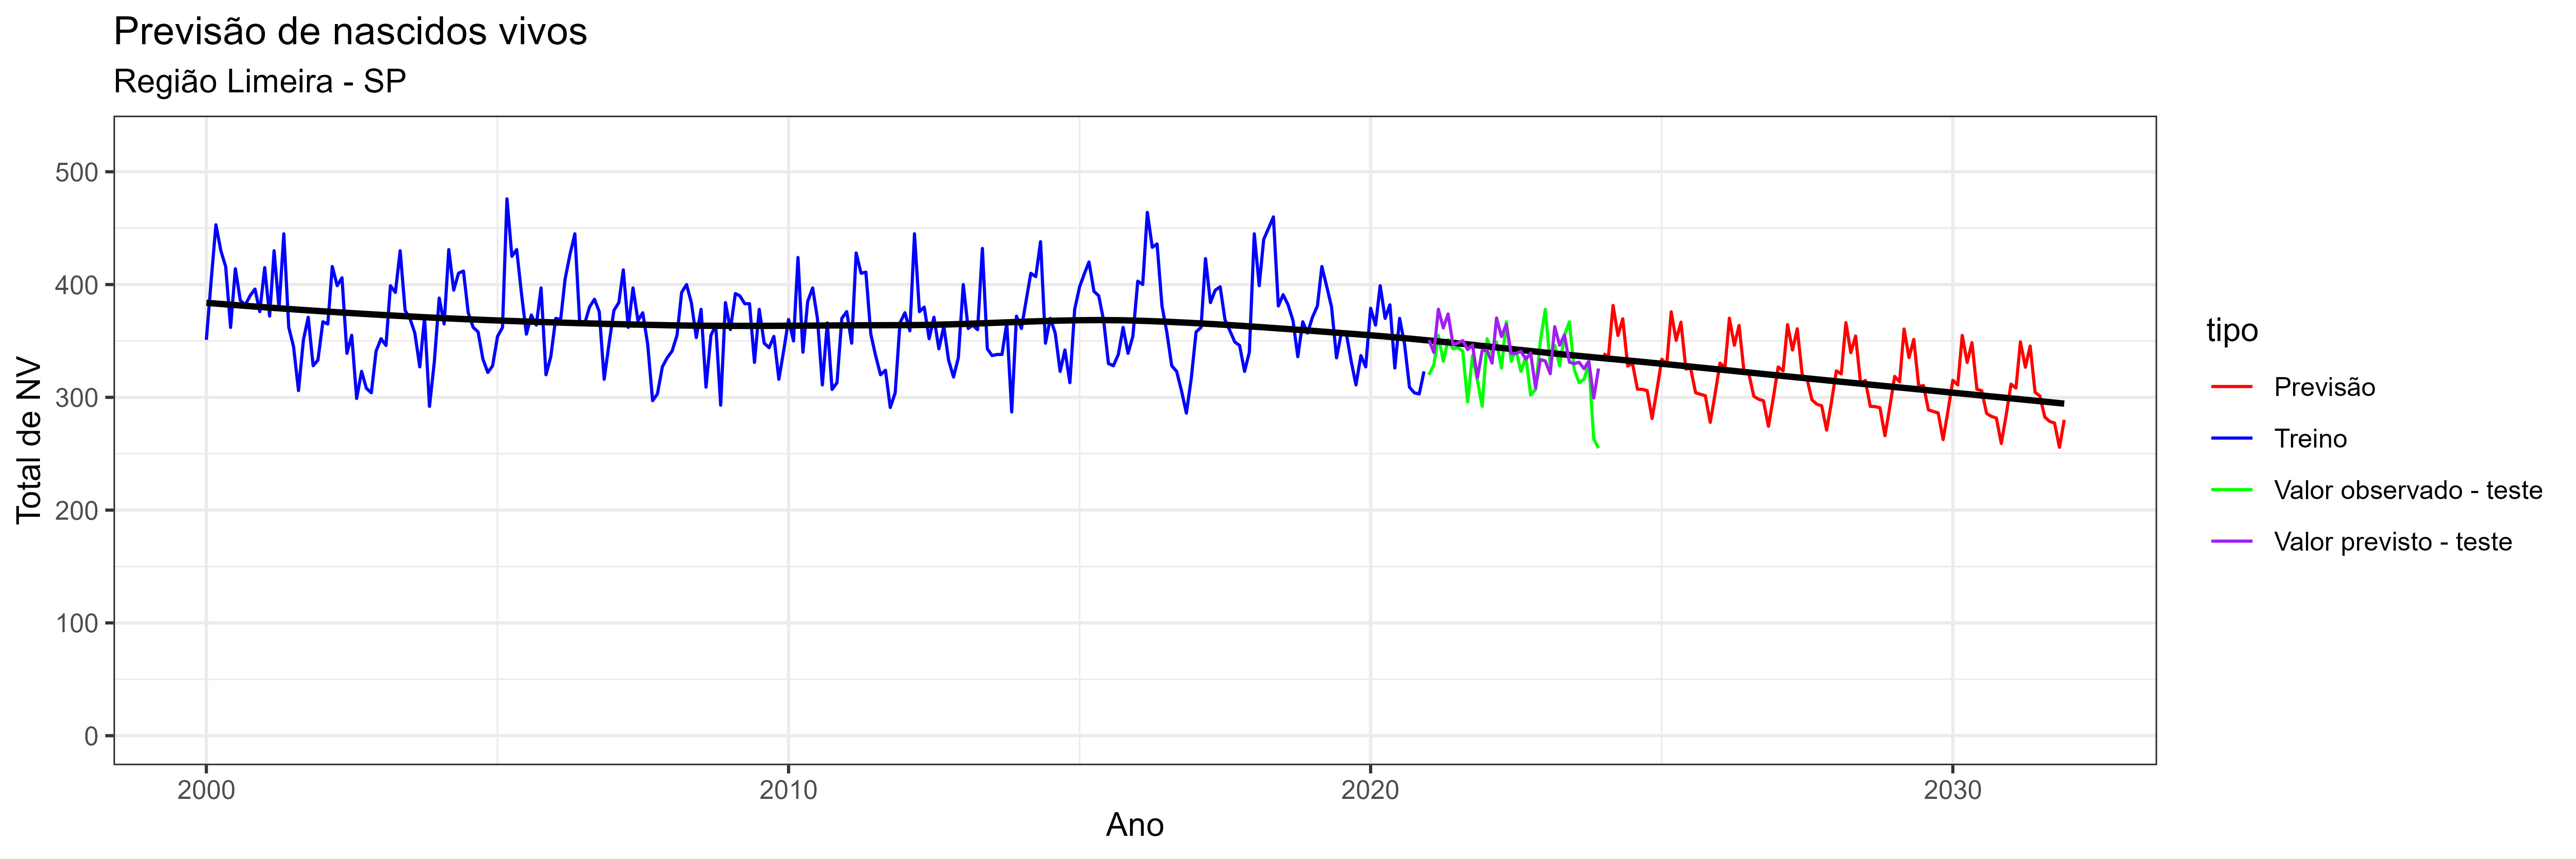 Previsão de nascidos vivos
Região Limeira - SP
Total de NV
500
400
300
200
100
0
2000
2010
2020
2030
Ano
tipo
Previsão
Treino
Valor observado - teste
Valor previsto - teste